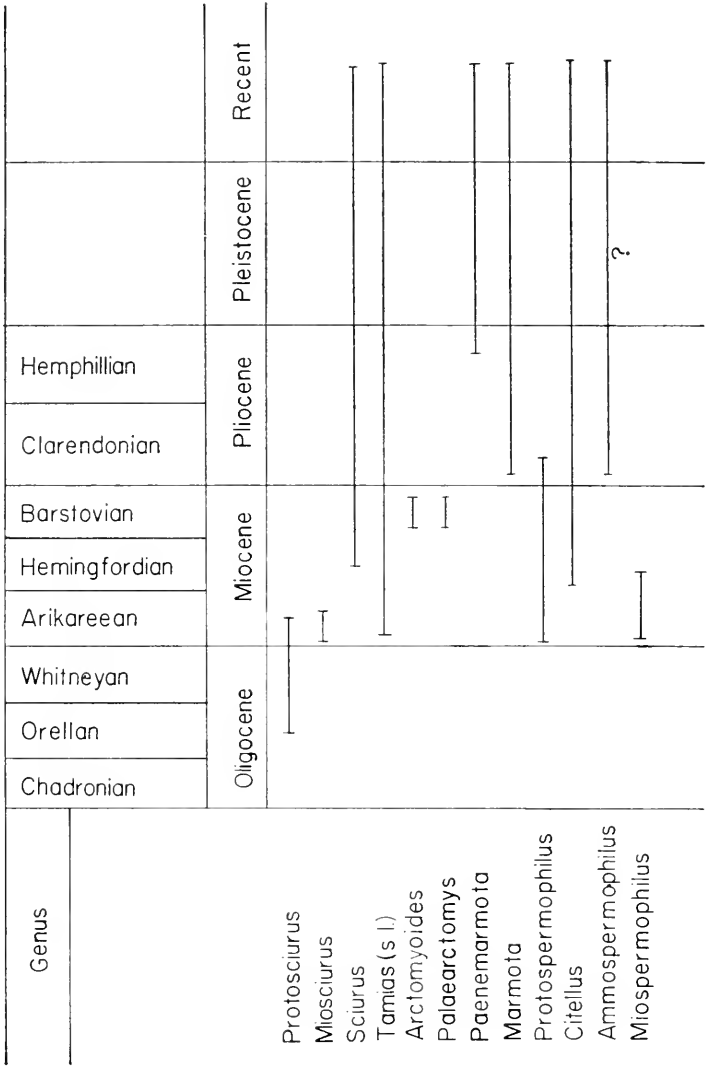 Genus
Chadronian
Orellan
Whitneyan
Arikareean
Hemingfordian
Barstovian
Clarendonian
Hemphillian
Oligocene
Miocene
Pliocene
Pleistocene
Recent
Protosciurus
Miosciurus
Sciurus
Tamias (s l.)
Arctomyoides
Palaearctomys
Paenemarmota
Marmota
Protospermophilus
Citellus
Ammospermophilus
?
Miospermophilus